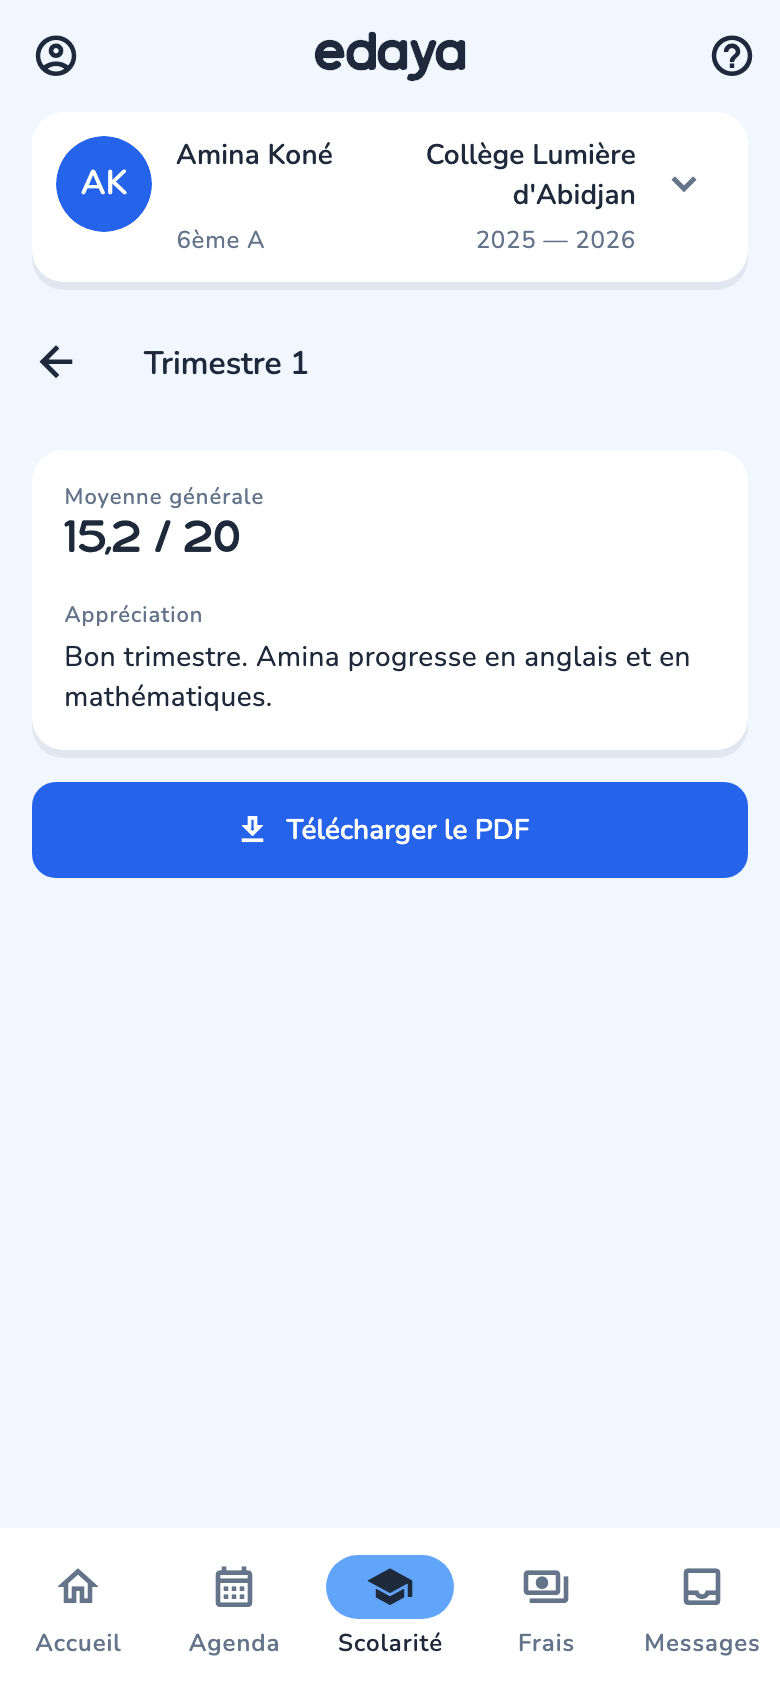 edaya
AK
Amina Koné
Collège Lumière
d'Abidjan
6ème A
2025 — 2026
Trimestre 1
Moyenne générale
15,2 / 20
Appréciation
Bon trimestre. Amina progresse en anglais et en
mathématiques.
Télécharger le PDF
Accueil
Agenda
Scolarité
Frais
Messages